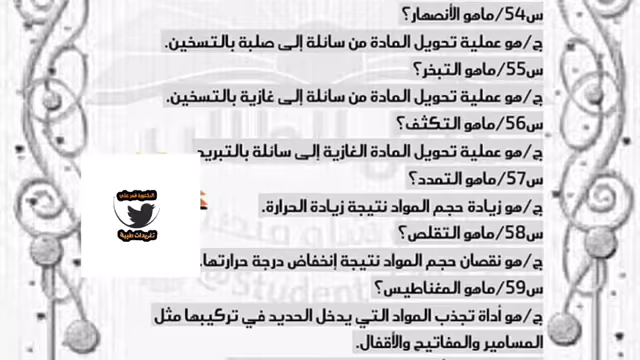 س54/ماهو الأنصهار؟
ج/هو عملية تحويل المادة من سائلة إلى صلبة بالتسخين.
س55/ماهو التبخر؟
ج/هو عملية تحويل المادة من سائلة إلى غازية بالتسخين.
س56/ماهو التكثف؟
ج/هو عملية تحويل المادة الغازية إلى سائلة بالتبريد
س57/ماهو التمدد؟
ج/هو زيادة حجم المواد نتيجة زيادة الحرارة.
س58/ماهو التقلص؟
ج/هو نقصان حجم المواد نتيجة إنخفاض درجة حرارتها.
س59/ماهو المغناطيس؟
ج/هو أداة تجذب المواد التي يدخل الحديد في تركيبها مثل
المسامير والمفاتيح والأقفال.
تغريدات طبية
@Student